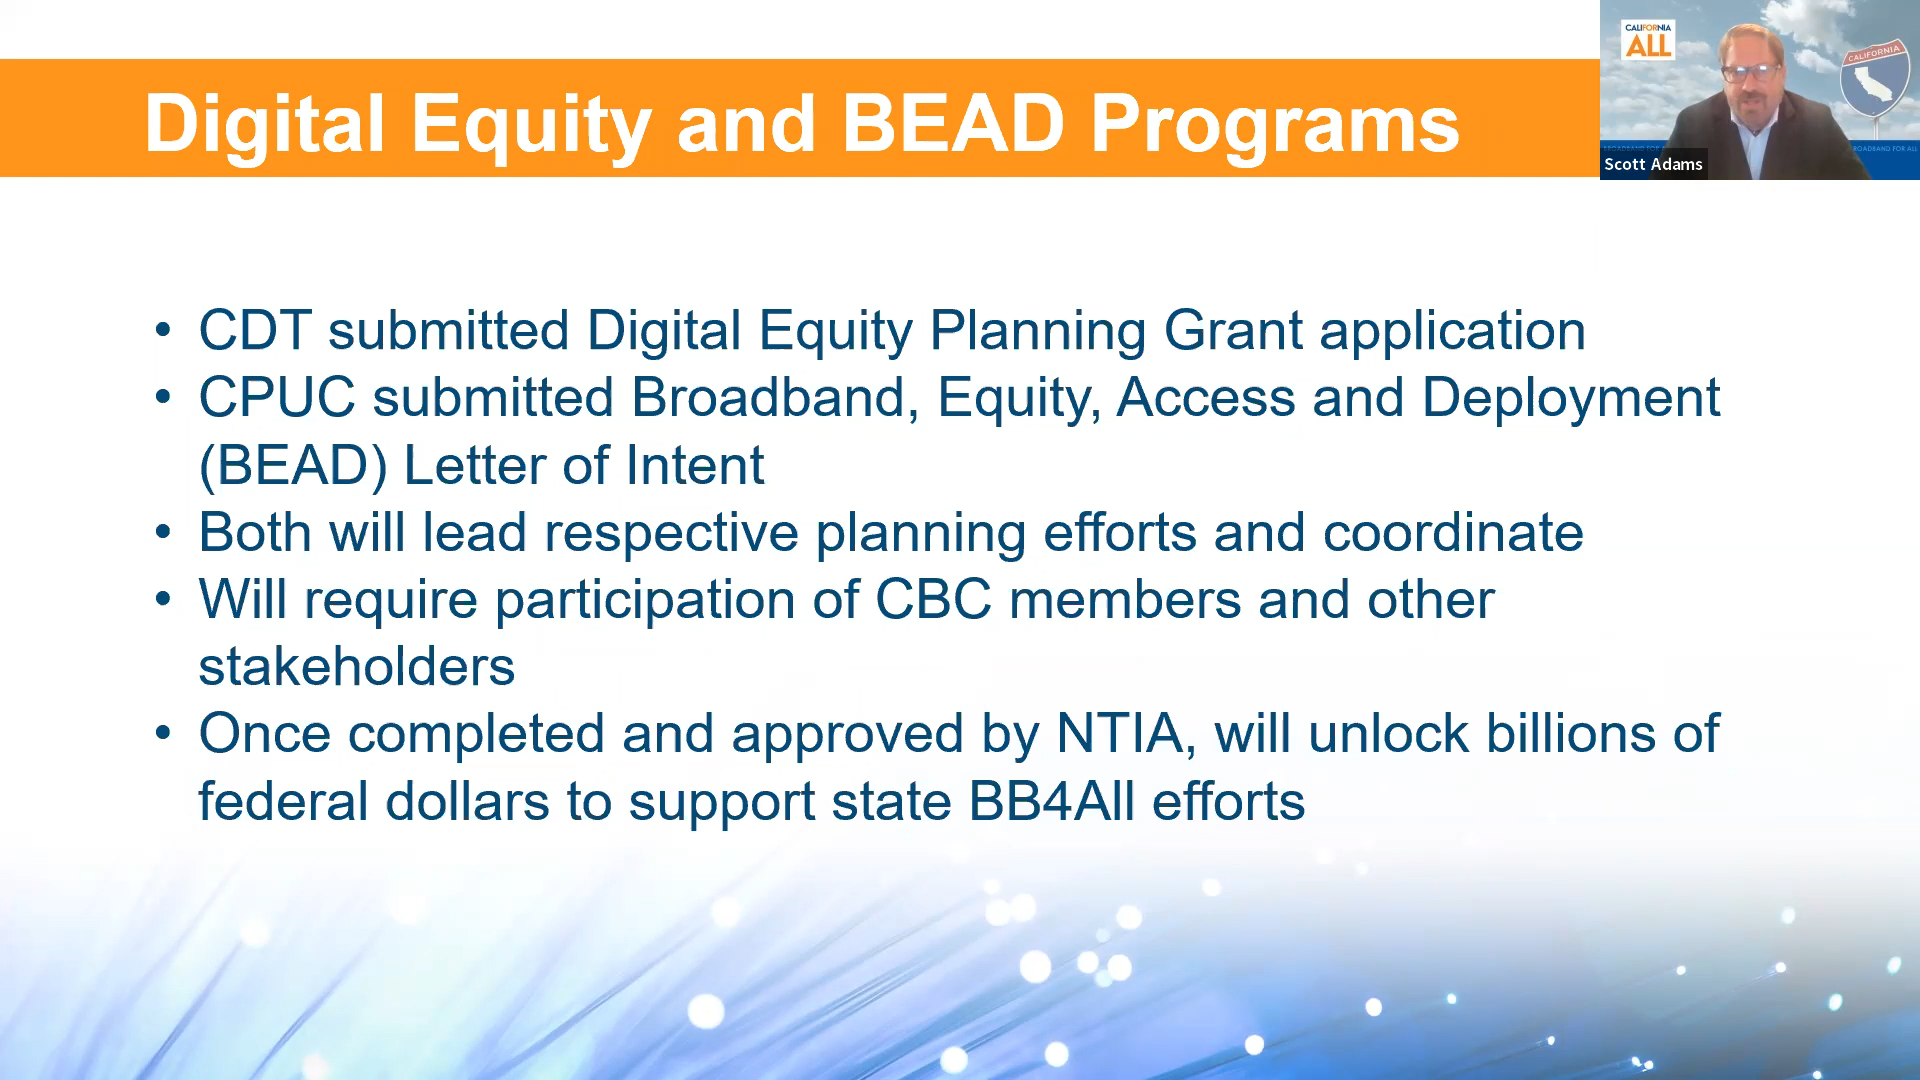 Digital Equity and BEAD Programs
CALIFORNIA
ALL
CALIFORNIA
BROADBAND FOR ALL
Scott Adams
• CDT submitted Digital Equity Planning Grant application
• CPUC submitted Broadband, Equity, Access and Deployment
(BEAD) Letter of Intent
• Both will lead respective planning efforts and coordinate
• Will require participation of CBC members and other
stakeholders
• Once completed and approved by NTIA, will unlock billions of
federal dollars to support state BB4All efforts